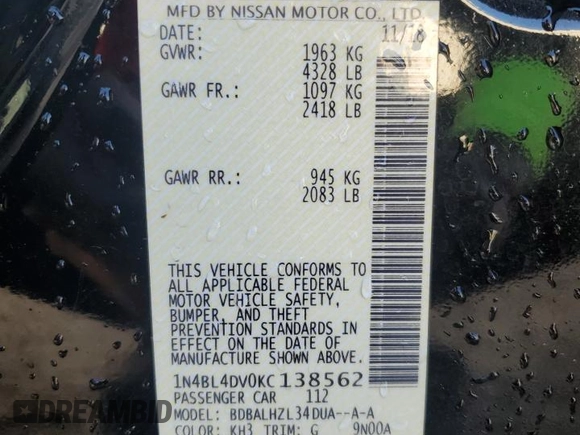 MFD BY NISSAN MOTOR CO., LTD.
DATE: 11/18
GVWR: 1963 KG
4328 LB
GAWR FR.: 1097 KG
2418 LB
GAWR RR.: 945 KG
2083 LB
THIS VEHICLE CONFORMS TO
ALL APPLICABLE FEDERAL
MOTOR VEHICLE SAFETY,
BUMPER, AND THEFT
PREVENTION STANDARDS IN
EFFECT ON THE DATE OF
MANUFACTURE SHOWN ABOVE.
1N4BL4DV0KC138562
PASSENGER CAR 112
MODEL: BDBALHZL34DUA--A-A
COLOR: KH3 TRIM: G 9N00A
RideSafely